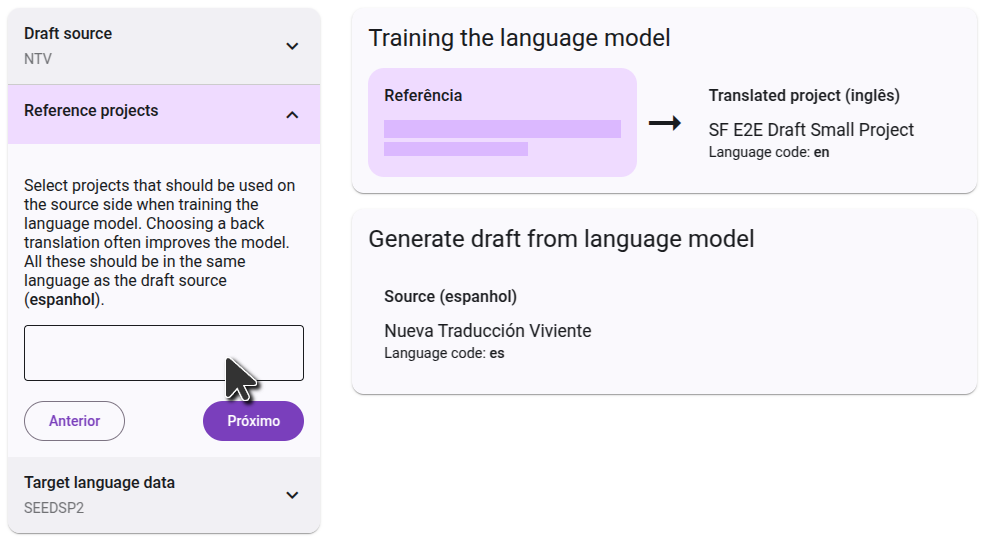 Draft source
NTV
Reference projects
Select projects that should be used on
the source side when training the
language model. Choosing a back
translation often improves the model.
All these should be in the same
language as the draft source
(espanhol).
Anterior
Próximo
Target language data
SEEDSP2
Training the language model
Referência
Translated project (inglês)
SF E2E Draft Small Project
Language code: en
Generate draft from language model
Source (espanhol)
Nueva Traducción Viviente
Language code: es